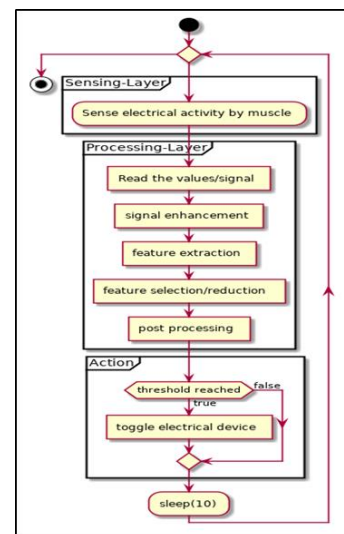 Sensing-Layer
Sense electrical activity by muscle
Processing-Layer
Read the values/signal
signal enhancement
feature extraction
feature selection/reduction
post processing
Action
threshold reached
false
true
toggle electrical device
sleep(10)